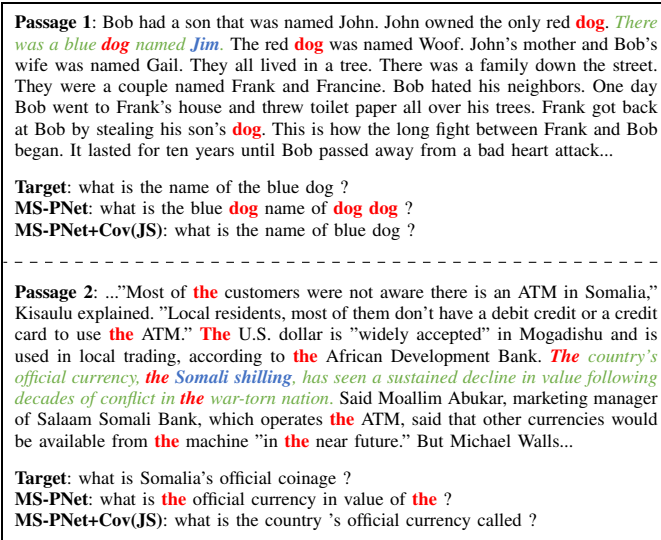 Passage 1: Bob had a son that was named John. John owned the only red dog. There
was a blue dog named Jim. The red dog was named Woof. John's mother and Bob's
wife was named Gail. They all lived in a tree. There was a family down the street.
They were a couple named Frank and Francine. Bob hated his neighbors. One day
Bob went to Frank's house and threw toilet paper all over his trees. Frank got back
at Bob by stealing his son's dog. This is how the long fight between Frank and Bob
began. It lasted for ten years until Bob passed away from a bad heart attack...
Target: what is the name of the blue dog ?
MS-PNet: what is the blue dog name of dog dog ?
MS-PNet+Cov(JS): what is the name of blue dog ?
Passage 2: ...”Most of the customers were not aware there is an ATM in Somalia,”
Kisaulu explained. ”Local residents, most of them don't have a debit credit or a credit
card to use the ATM.” The U.S. dollar is ”widely accepted” in Mogadishu and is
used in local trading, according to the African Development Bank. The country's
official currency, the Somali shilling, has seen a sustained decline in value following
decades of conflict in the war-torn nation. Said Moallim Abukar, marketing manager
of Salaam Somali Bank, which operates the ATM, said that other currencies would
be available from the machine ”in the near future.” But Michael Walls...
Target: what is Somalia's official coinage ?
MS-PNet: what is the official currency in value of the ?
MS-PNet+Cov(JS): what is the country 's official currency called ?